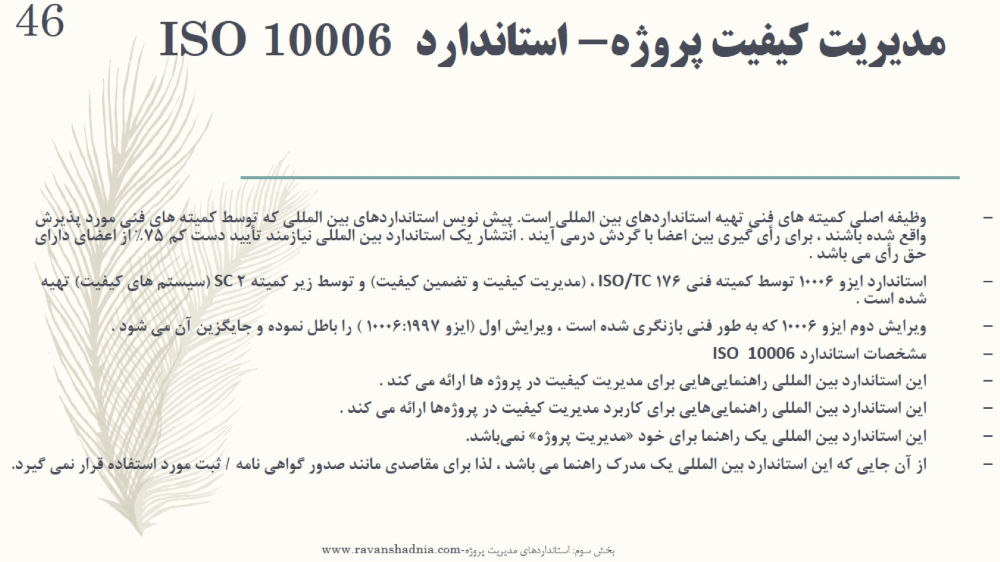 46
مدیریت کیفیت پروژه– استاندارد ISO 10006
– وظیفه اصلی کمیته های فنی تهیه استانداردهای بین المللی است. پیش نویس استانداردهای بین المللی که توسط کمیته های فنی مورد پذیرش
واقع شده باشند ، برای رأی گیری بین اعضا با گردش درمی آیند . انتشار یک استاندارد بین المللی نیازمند تأیید دست کم ۷۵٪ از اعضای دارای
حق رأی می باشد .
– استاندارد ایزو ۱۰۰۰۶ توسط کمیته فنی ISO/TC ۱۷۶ ، (مدیریت کیفیت و تضمین کیفیت) و توسط زیر کمیته SC ۲ (سیستم های کیفیت) تهیه
شده است .
– ویرایش دوم ایزو ۱۰۰۰۶ که به طور فنی بازنگری شده است ، ویرایش اول (ایزو ۱۰۰۰۶:۱۹۹۷ ) را باطل نموده و جایگزین آن می شود .
– مشخصات استاندارد ISO 10006
– این استاندارد بین المللی راهنمایی‌هایی برای مدیریت کیفیت در پروژه ها ارائه می کند .
– این استاندارد بین المللی راهنمایی‌هایی برای کاربرد مدیریت کیفیت در پروژه‌ها ارائه می کند .
– این استاندارد بین المللی یک راهنما برای خود «مدیریت پروژه» نمی‌باشد.
– از آن جایی که این استاندارد بین المللی یک مدرک راهنما می باشد ، لذا برای مقاصدی مانند صدور گواهی نامه / ثبت مورد استفاده قرار نمی گیرد.
بخش سوم: استانداردهای مدیریت پروژه-www.ravanshadnia.com